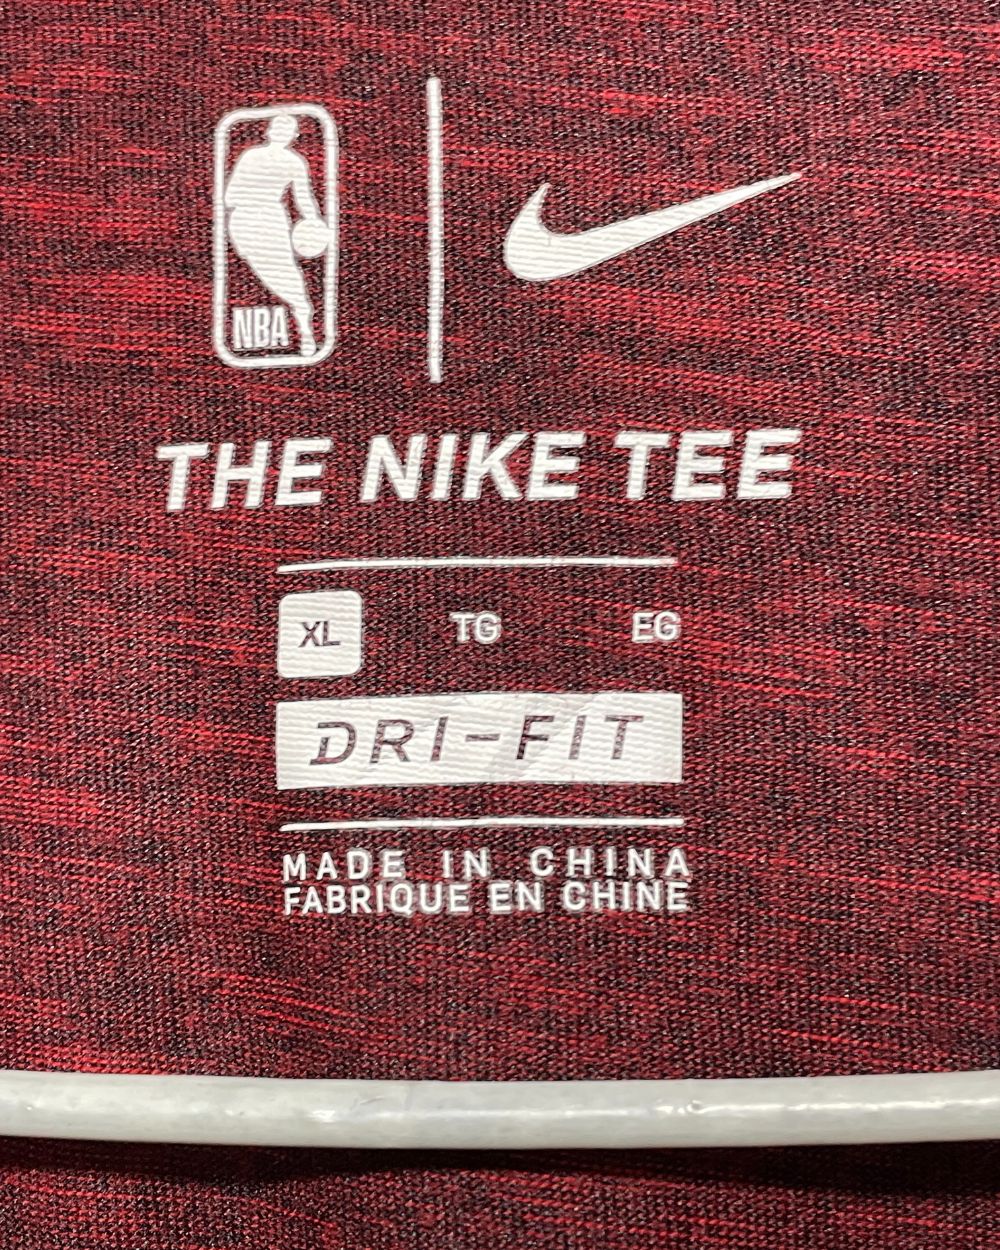 NBA
THE NIKE TEE
XL TG EG
DRI-FIT
MADE IN CHINA
FABRIQUE EN CHINE